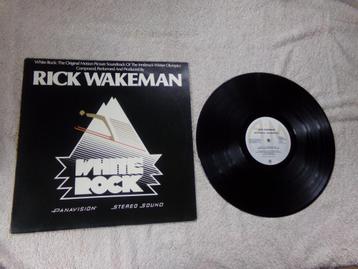 White Rock: The Original Motion Picture Soundtrack Of The Innsbruck Winter Olympics
Composed, Performed And Produced By
RICK WAKEMAN
WHITE
ROCK
PANAVISION® STEREO SOUND